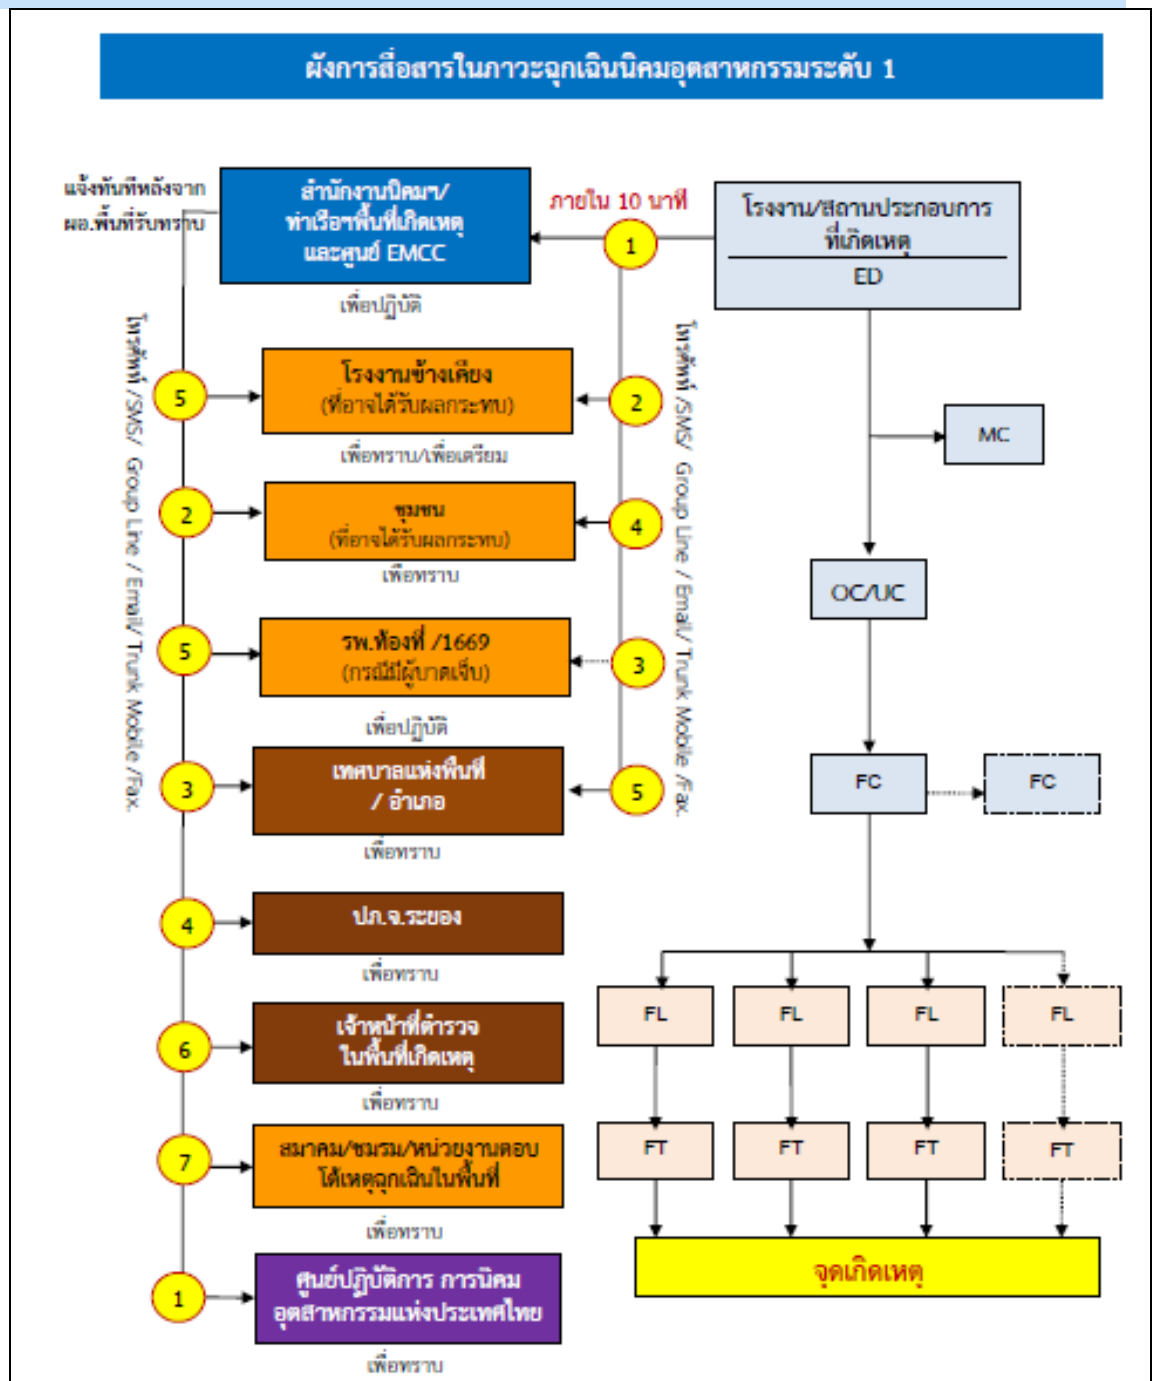 ผังการสื่อสารในภาวะฉุกเฉินนิคมอุตสาหกรรมระดับ 1
แจ้งทันทีหลังจาก
ผอ.พื้นที่รับทราบ
สำนักงานนิคมฯ/
ท่าเรือฯพื้นที่เกิดเหตุ
และศูนย์ EMCC
เพื่อปฏิบัติ
ภายใน 10 นาที
1
โรงงาน/สถานประกอบการ
ที่เกิดเหตุ
ED
โทรศัพท์ /SMS/ Group Line / Email/ Trunk Mobile /Fax.
5
โรงงานข้างเคียง
(ที่อาจได้รับผลกระทบ)
เพื่อทราบ/เพื่อเตรียม
2
โทรศัพท์ /SMS/ Group Line / Email/ Trunk Mobile /Fax.
MC
2
ชุมชน
(ที่อาจได้รับผลกระทบ)
เพื่อทราบ
4
OC/UC
5
รพ.ท้องที่ /1669
(กรณีมีผู้บาดเจ็บ)
เพื่อปฏิบัติ
3
3
เทศบาลแห่งพื้นที่
/ อำเภอ
เพื่อทราบ
5
FC
FC
4
ปภ.จ.ระยอง
เพื่อทราบ
6
เจ้าหน้าที่ตำรวจ
ในพื้นที่เกิดเหตุ
เพื่อทราบ
FL
FL
FL
FL
7
สมาคม/ชมรม/หน่วยงานตอบ
โต้เหตุฉุกเฉินในพื้นที่
เพื่อทราบ
FT
FT
FT
FT
1
ศูนย์ปฏิบัติการ การนิคม
อุตสาหกรรมแห่งประเทศไทย
เพื่อทราบ
จุดเกิดเหตุ